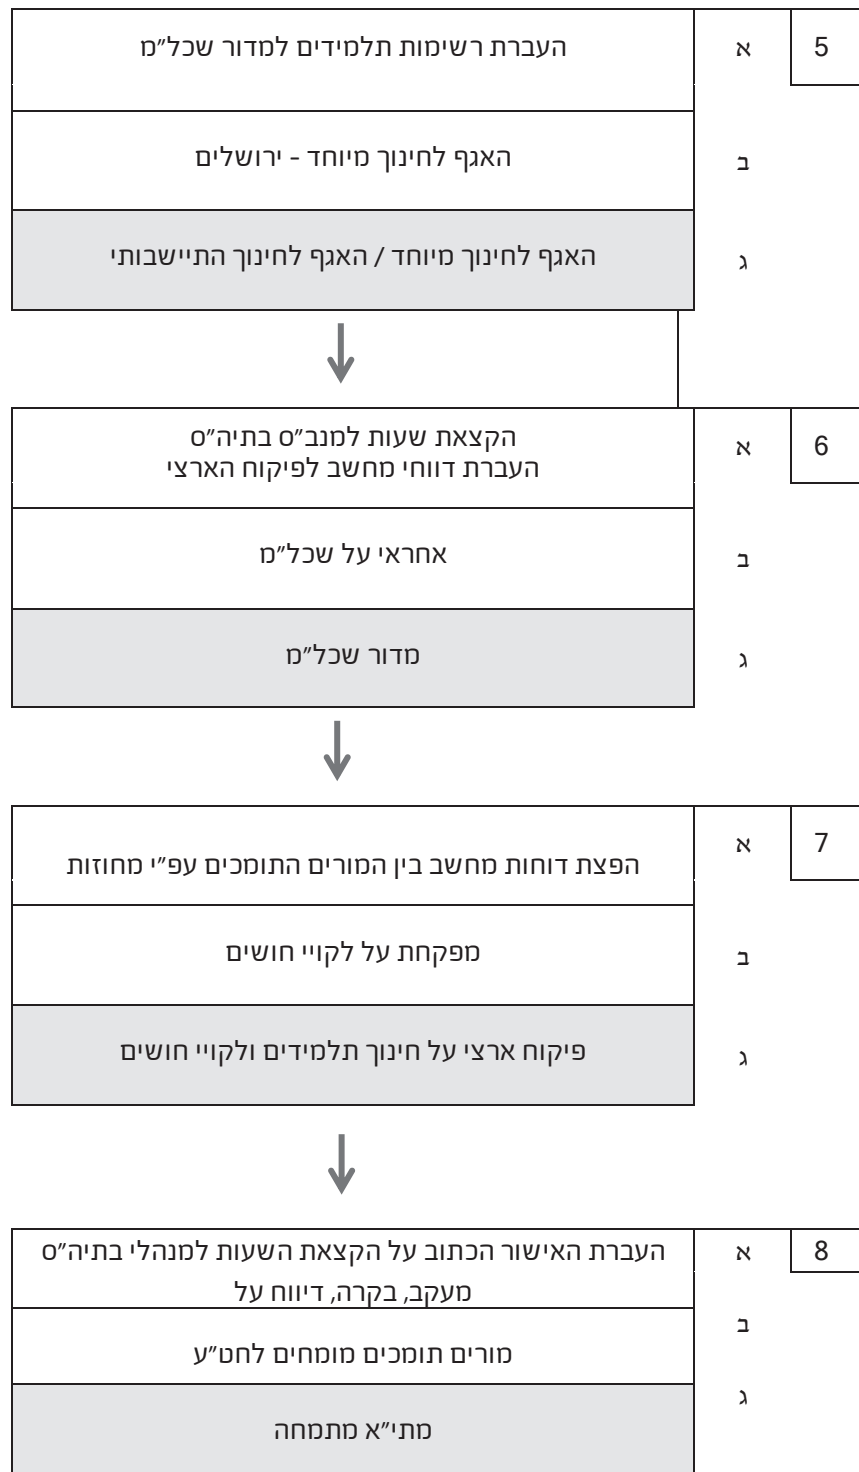 5
א
העברת רשימות תלמידים למדור שכל"מ
ב
האגף לחינוך מיוחד - ירושלים
ג
האגף לחינוך מיוחד / האגף לחינוך התיישבותי
6
א
הקצאת שעות למנב"ס בתיה"ס
העברת דווחי מחשב לפיקוח הארצי
ב
אחראי על שכל"מ
ג
מדור שכל"מ
7
א
הפצת דוחות מחשב בין המורים התומכים עפ"י מחוזות
ב
מפקחת על לקויי חושים
ג
פיקוח ארצי על חינוך תלמידים ולקויי חושים
8
א
העברת האישור הכתוב על הקצאת השעות למנהלי בתיה"ס
מעקב, בקרה, דיווח על
ב
מורים תומכים מומחים לחט"ע
ג
מתי"א מתמחה